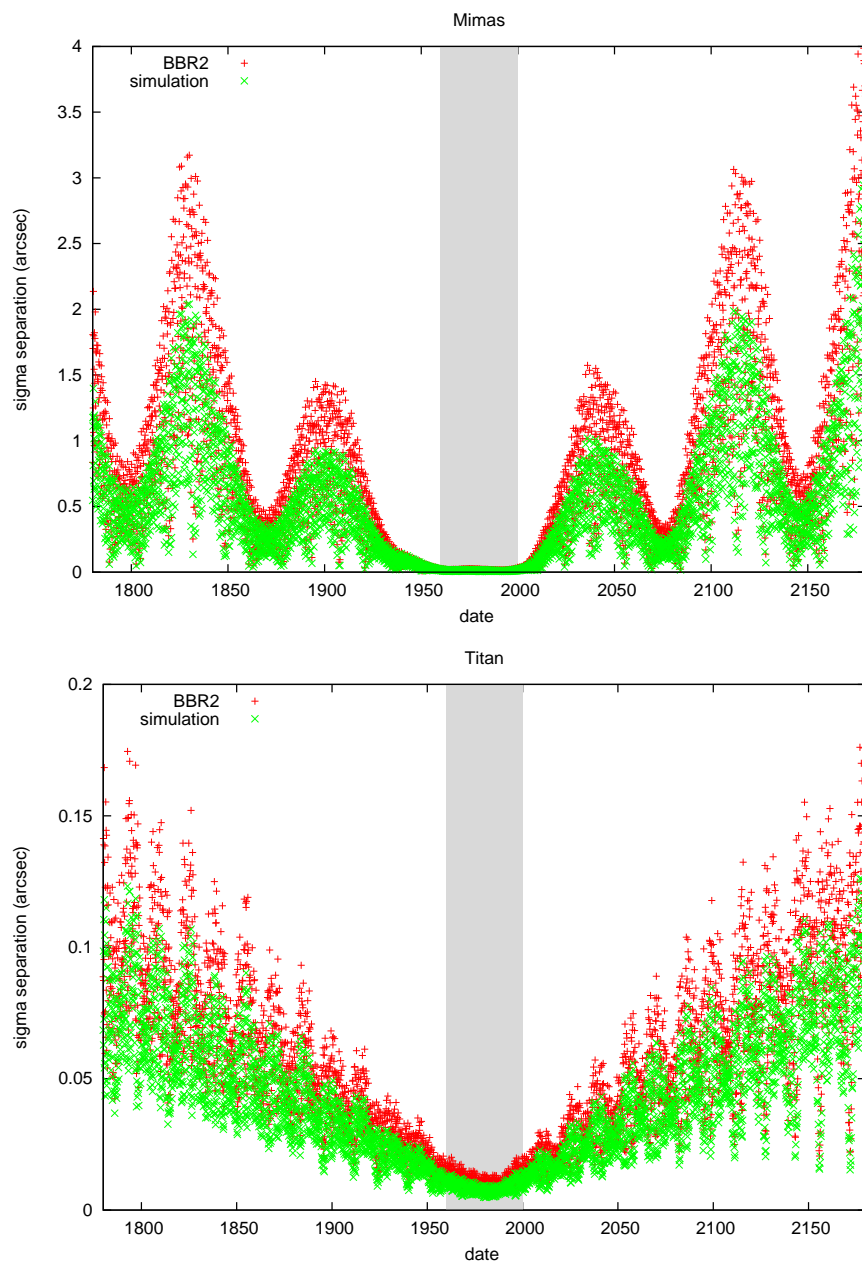 Mimas
4
3.5
3
2.5
2
1.5
1
0.5
0
BBR2
simulation
sigma separation (arcsec)
1800 1850 1900 1950 2000 2050 2100 2150
date
Titan
0.2
0.15
0.1
0.05
0
BBR2
simulation
sigma separation (arcsec)
1800 1850 1900 1950 2000 2050 2100 2150
date